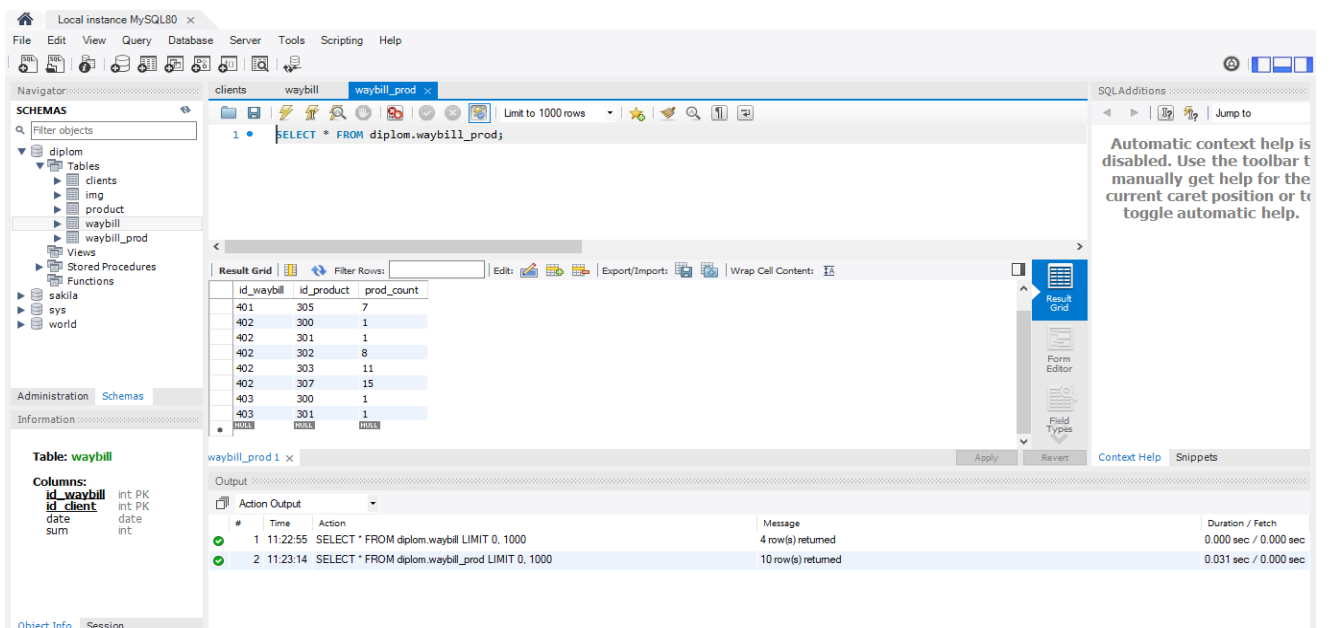 Local instance MySQL80 ×
File Edit View Query Database Server Tools Scripting Help
Navigator
SCHEMAS
Filter objects
diplom
Tables
clients
img
product
waybill
waybill_prod
Views
Stored Procedures
Functions
sakila
sys
world
Administration Schemas
Information
Table: waybill
Columns:
id_waybill int PK
id_client int PK
date date
sum int
Object Info Session
clients waybill waybill_prod ×
Limit to 1000 rows
1 SELECT * FROM diplom.waybill_prod;
Result Grid Filter Rows: Edit: Export/Import: Wrap Cell Content:
id_waybill id_product prod_count
401 305 7
402 300 1
402 301 1
402 302 8
402 303 11
402 307 15
403 300 1
403 301 1
NULL NULL NULL
Result
Grid
Form
Editor
Field
Types
waybill_prod 1 × Apply Revert
Output
Action Output
# Time Action Message Duration / Fetch
1 11:22:55 SELECT * FROM diplom.waybill LIMIT 0, 1000 4 row(s) returned 0.000 sec / 0.000 sec
2 11:23:14 SELECT * FROM diplom.waybill_prod LIMIT 0, 1000 10 row(s) returned 0.031 sec / 0.000 sec
SQLAdditions
Jump to
Automatic context help is
disabled. Use the toolbar t
manually get help for the
current caret position or to
toggle automatic help.
Context Help Snippets